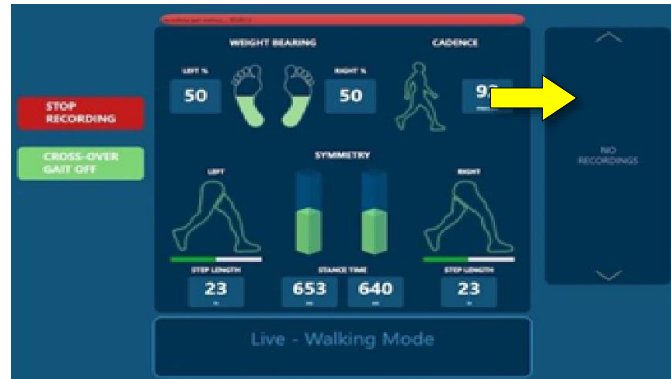 WEIGHT BEARING
CADENCE
LEFT %
RIGHT %
50
50
STOP
RECORDING
NO
RECORDINGS
CROSS-OVER
GAIT OFF
SYMMETRY
LEFT
RIGHT
STEP LENGTH
STANCE TIME
STEP LENGTH
23
653
640
23
Live - Walking Mode